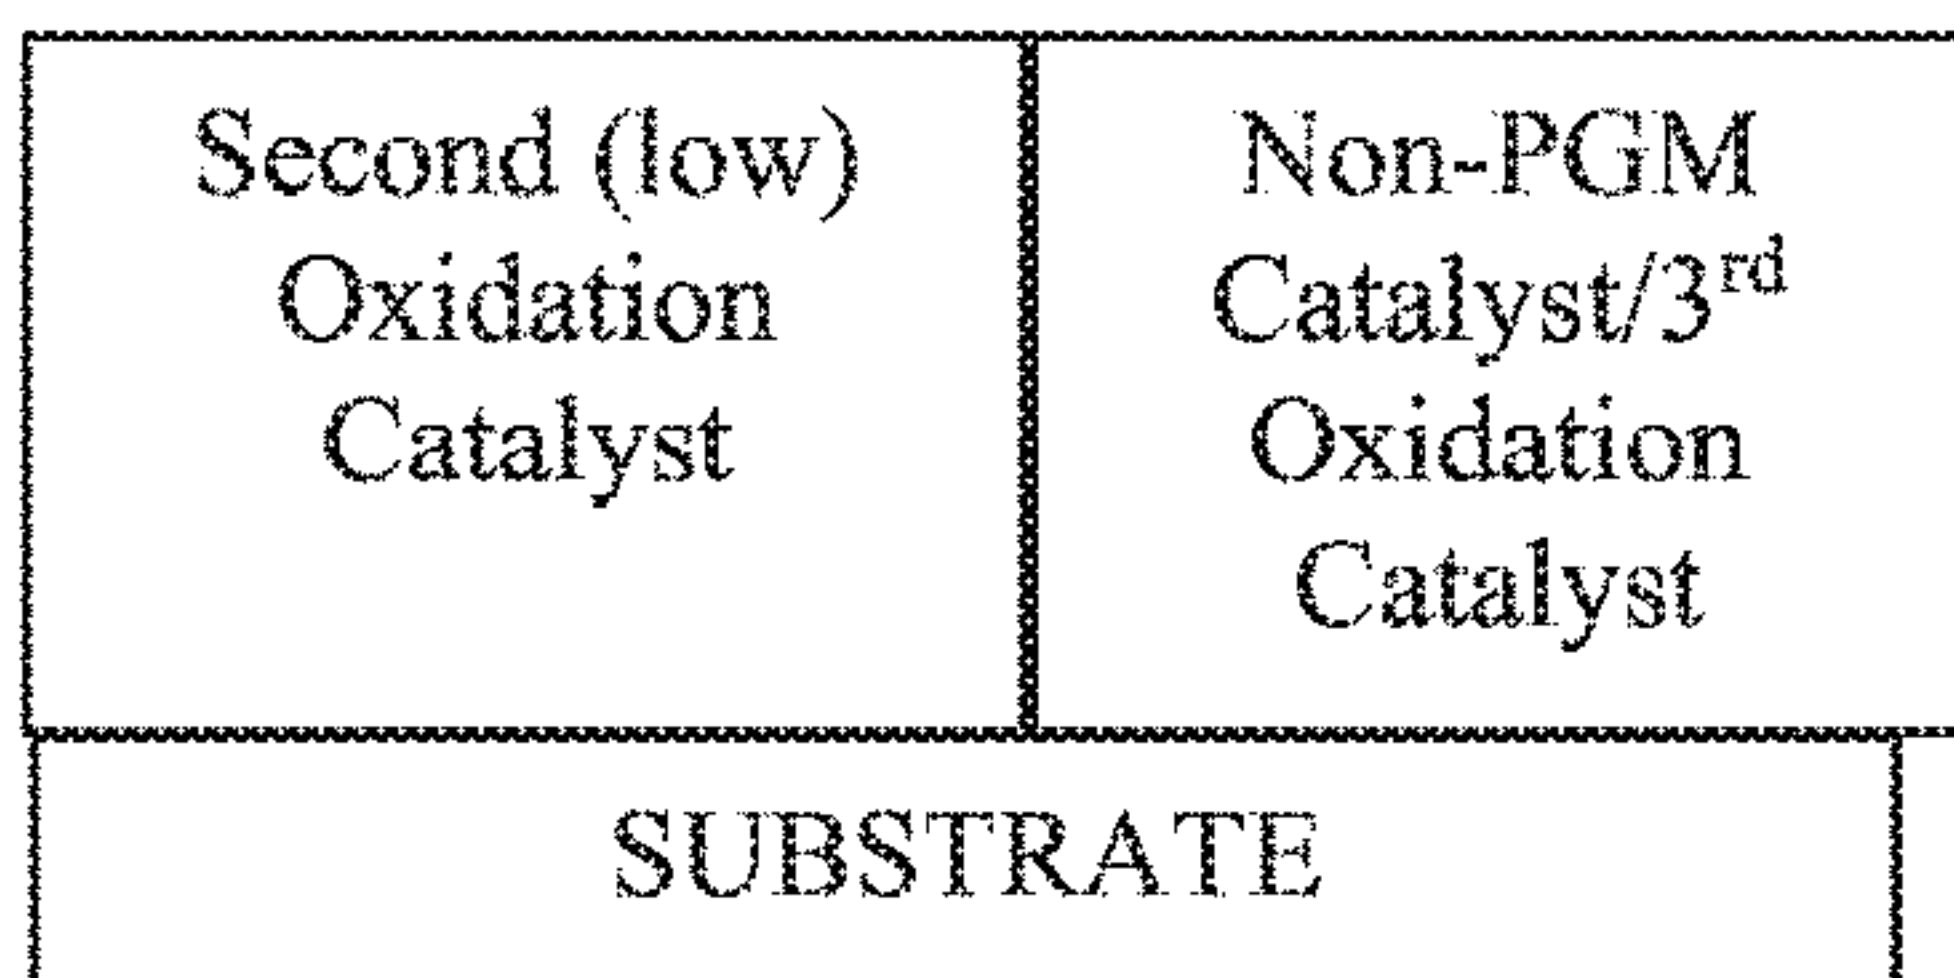 Second (low)
Oxidation
Catalyst
Non-PGM
Catalyst/3rd
Oxidation
Catalyst
SUBSTRATE